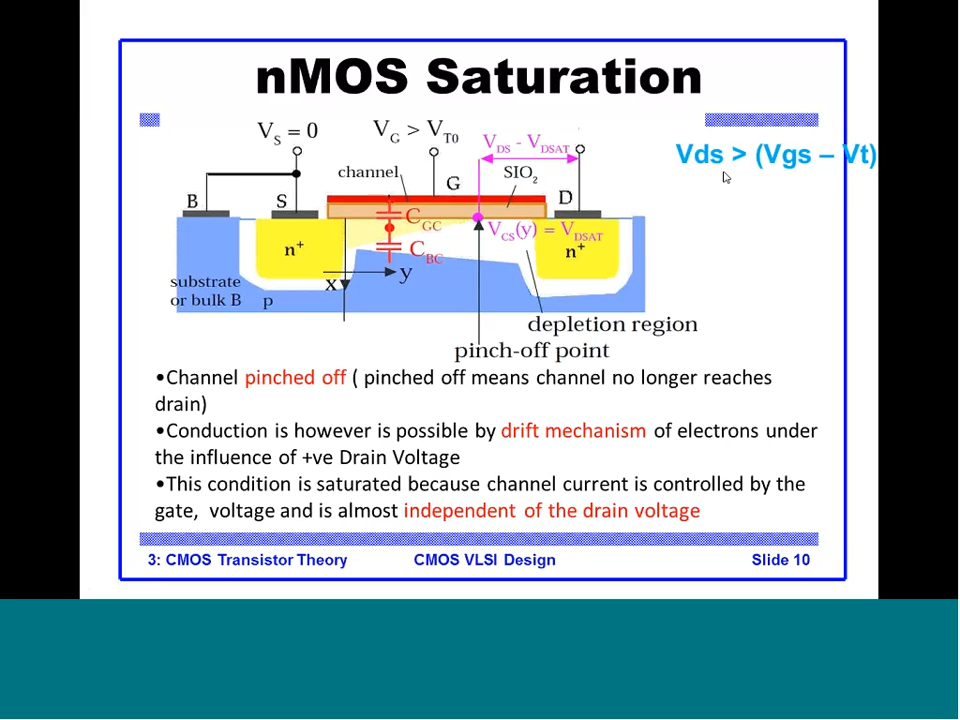 nMOS Saturation
V_S = 0
V_G > V_T0
V_DS - V_DSAT
Vds > (Vgs – Vt)
channel
G
SIO_2
B
S
D
C_GC
V_CS(y) = V_DSAT
n+
C_BC
n+
substrate
or bulk B
p
x
y
depletion region
pinch-off point
•Channel pinched off ( pinched off means channel no longer reaches
drain)
•Conduction is however is possible by drift mechanism of electrons under
the influence of +ve Drain Voltage
•This condition is saturated because channel current is controlled by the
gate, voltage and is almost independent of the drain voltage
3: CMOS Transistor Theory
CMOS VLSI Design
Slide 10